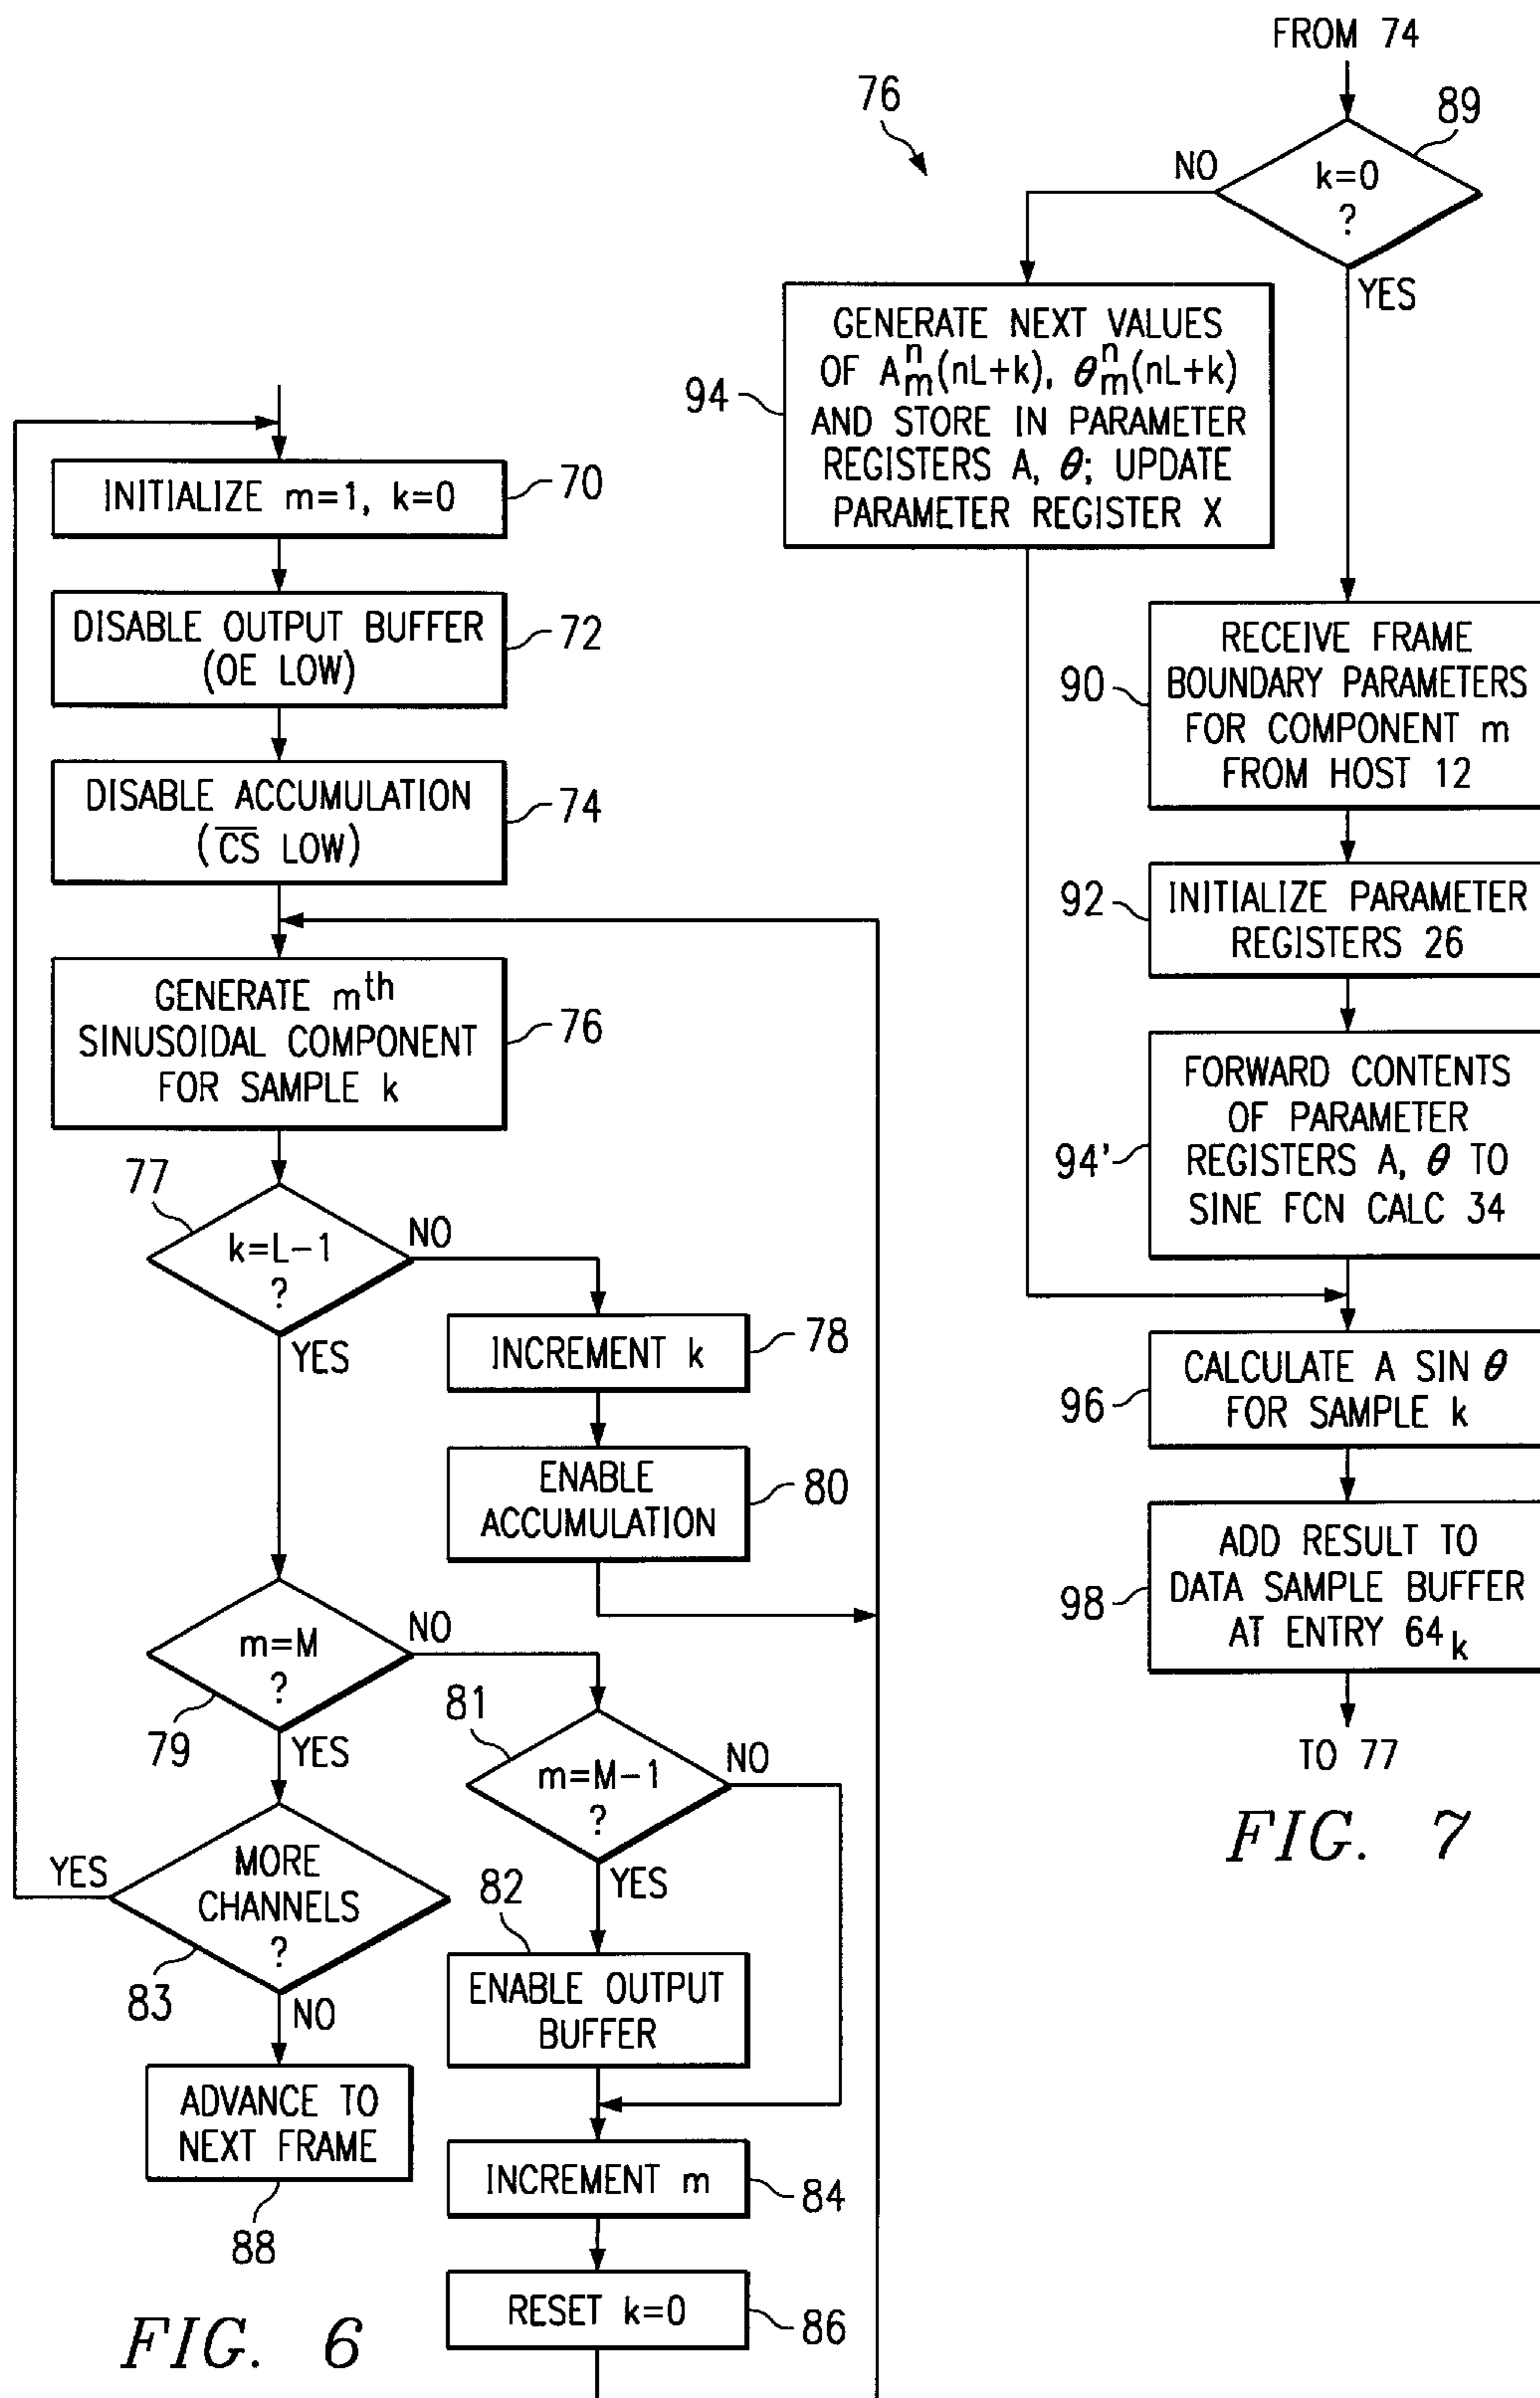 INITIALIZE m=1, k=0
70
DISABLE OUTPUT BUFFER
(OE LOW)
72
DISABLE ACCUMULATION
(C̅S̅ LOW)
74
GENERATE mth
SINUSOIDAL COMPONENT
FOR SAMPLE k
76
77
k=L-1
?
NO
YES
INCREMENT k
78
ENABLE
ACCUMULATION
80
m=M
?
NO
79
YES
81
m=M-1
?
NO
YES
MORE
CHANNELS
?
YES
83
NO
82
ENABLE OUTPUT
BUFFER
ADVANCE TO
NEXT FRAME
88
INCREMENT m
84
RESET k=0
86
FIG. 6
FROM 74
76
89
k=0
?
NO
YES
GENERATE NEXT VALUES
OF Aₘⁿ(nL+k), θₘⁿ(nL+k)
AND STORE IN PARAMETER
REGISTERS A, θ; UPDATE
PARAMETER REGISTER X
94
RECEIVE FRAME
BOUNDARY PARAMETERS
FOR COMPONENT m
FROM HOST 12
90
INITIALIZE PARAMETER
REGISTERS 26
92
FORWARD CONTENTS
OF PARAMETER
REGISTERS A, θ TO
SINE FCN CALC 34
94'
CALCULATE A SIN θ
FOR SAMPLE k
96
ADD RESULT TO
DATA SAMPLE BUFFER
AT ENTRY 64ₖ
98
TO 77
FIG. 7